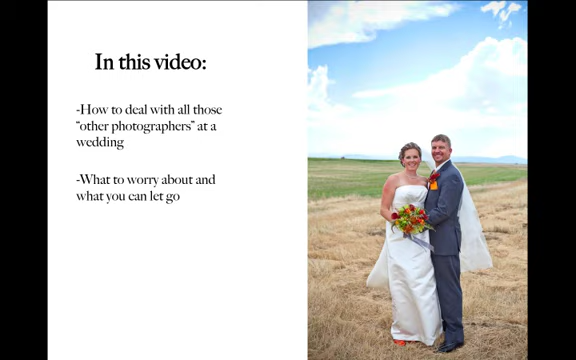 In this video:
-How to deal with all those
“other photographers” at a
wedding
-What to worry about and
what you can let go